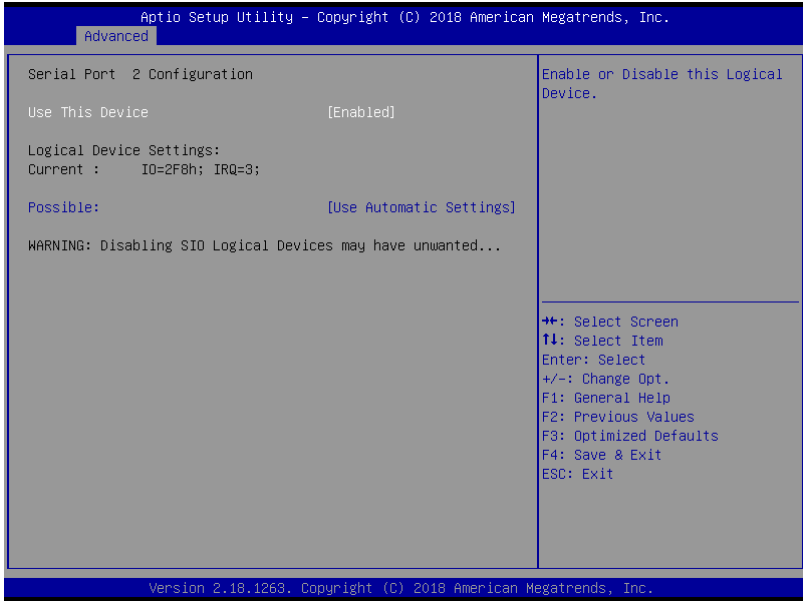 Aptio Setup Utility – Copyright (C) 2018 American Megatrends, Inc.
Advanced
Serial Port  2 Configuration
Use This Device [Enabled]
Logical Device Settings:
Current :     IO=2F8h; IRQ=3;
Possible: [Use Automatic Settings]
WARNING: Disabling SIO Logical Devices may have unwanted...
Enable or Disable this Logical
Device.
→←: Select Screen
↑↓: Select Item
Enter: Select
+/-: Change Opt.
F1: General Help
F2: Previous Values
F3: Optimized Defaults
F4: Save & Exit
ESC: Exit
Version 2.18.1263. Copyright (C) 2018 American Megatrends, Inc.